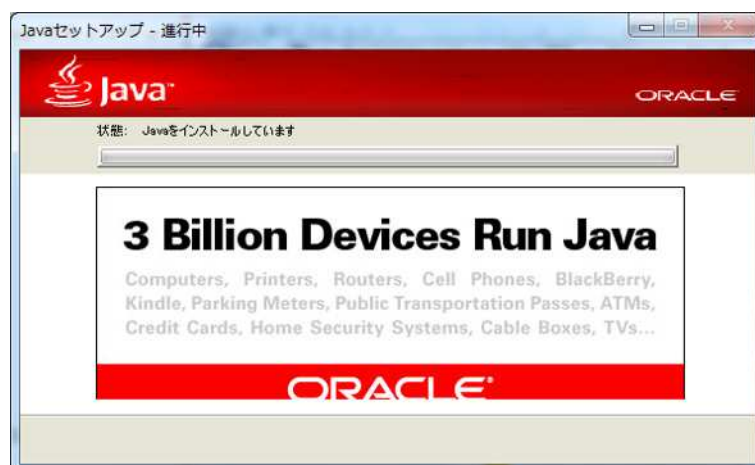 Javaセットアップ - 進行中
Java™
ORACLE
状態: Javaをインストールしています
3 Billion Devices Run Java
Computers, Printers, Routers, Cell Phones, BlackBerry,
Kindle, Parking Meters, Public Transportation Passes, ATMs,
Credit Cards, Home Security Systems, Cable Boxes, TVs...
ORACLE®